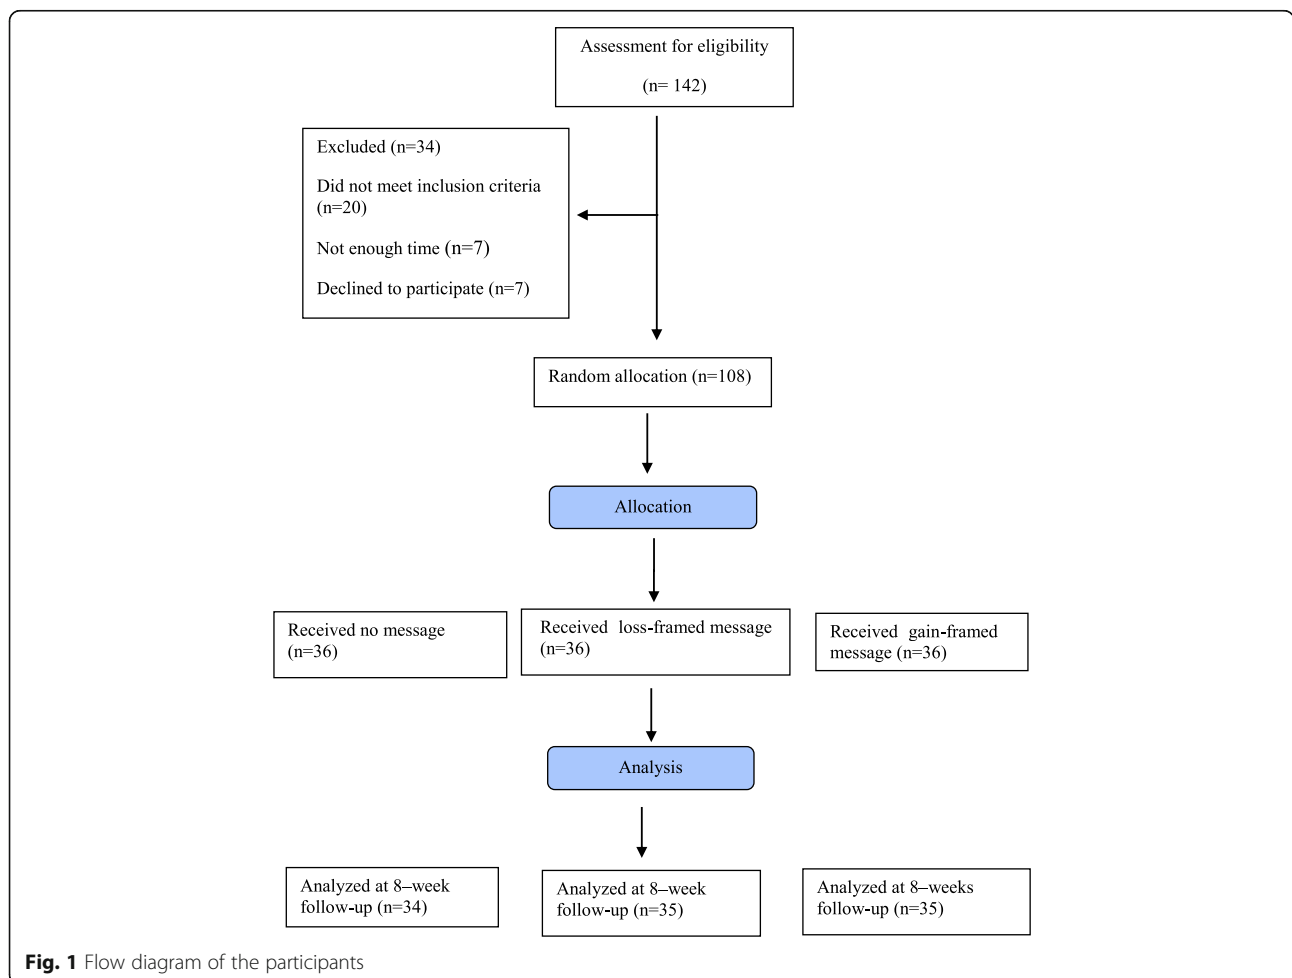 Assessment for eligibility
(n= 142)
Excluded (n=34)
Did not meet inclusion criteria
(n=20)
Not enough time (n=7)
Declined to participate (n=7)
Random allocation (n=108)
Allocation
Received no message
(n=36)
Received loss-framed message
(n=36)
Received gain-framed
message (n=36)
Analysis
Analyzed at 8–week
follow-up (n=34)
Analyzed at 8–week
follow-up (n=35)
Analyzed at 8–weeks
follow-up (n=35)
Fig. 1 Flow diagram of the participants